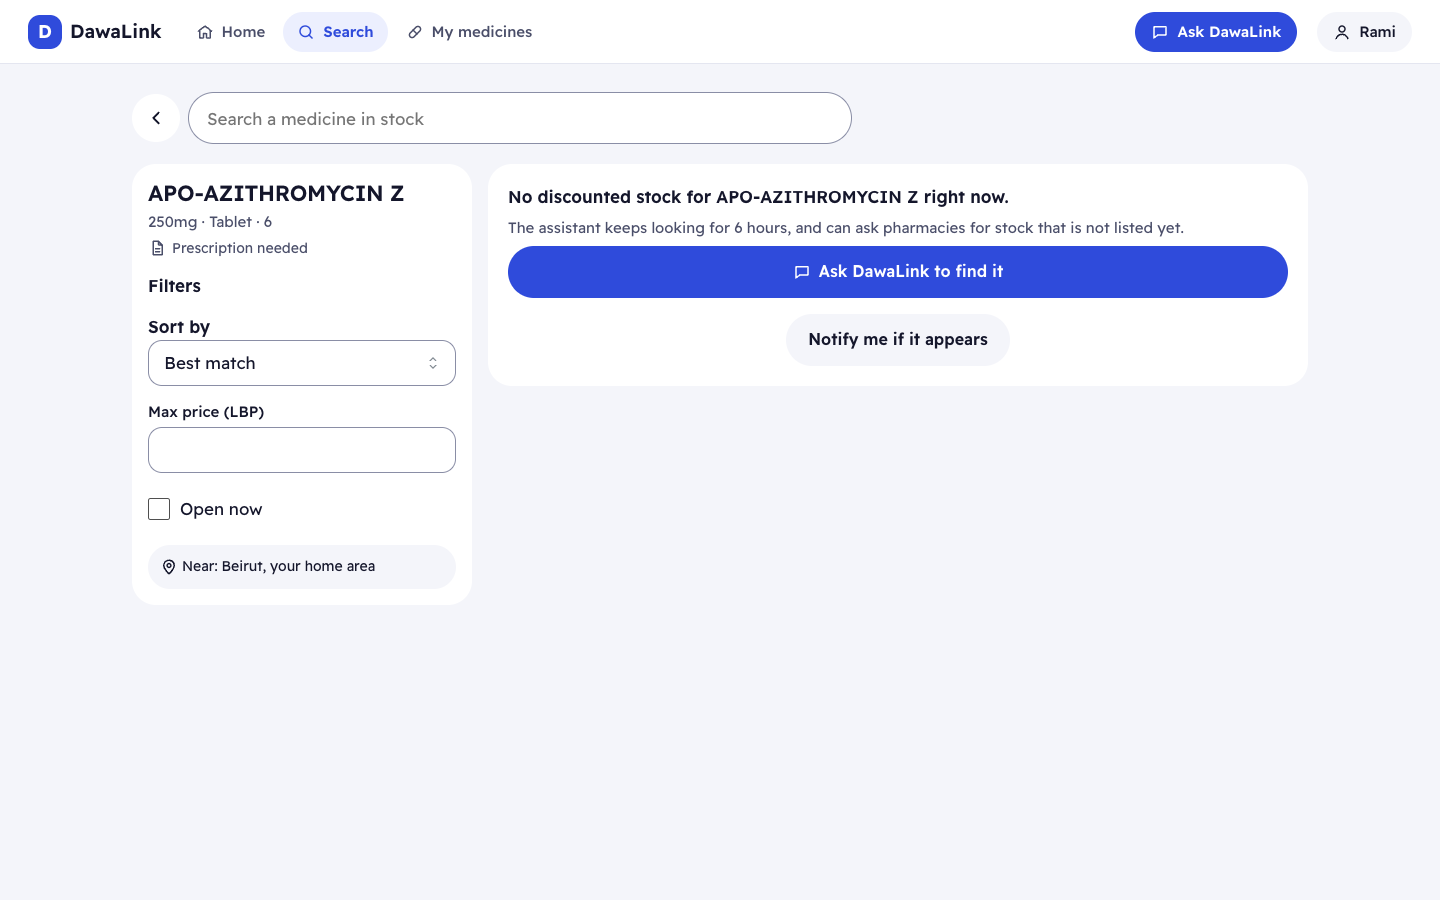 D DawaLink Home Search My medicines Ask DawaLink Rami
Search a medicine in stock
APO-AZITHROMYCIN Z
250mg · Tablet · 6
Prescription needed
Filters
Sort by
Best match
Max price (LBP)
Open now
Near: Beirut, your home area
No discounted stock for APO-AZITHROMYCIN Z right now.
The assistant keeps looking for 6 hours, and can ask pharmacies for stock that is not listed yet.
Ask DawaLink to find it
Notify me if it appears